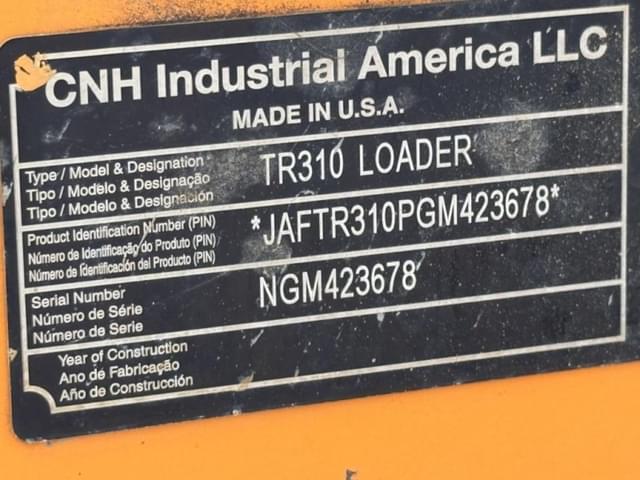 CNH Industrial America LLC
MADE IN U.S.A.
Type / Model & Designation
Tipo / Modelo & Designação
Tipo / Modelo & Designación
TR310 LOADER
Product Identification Number (PIN)
Número de Identificação do Produto (PIN)
Número de Identificación del Producto (PIN)
*JAFTR310PGM423678*
Serial Number
Número de Série
Número de Serie
NGM423678
Year of Construction
Ano de Fabricação
Año de Construcción